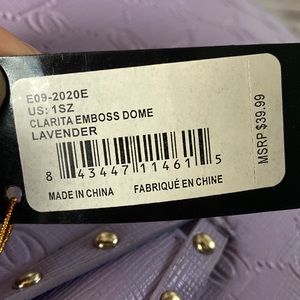 E09-2020E
US: 1SZ
CLARITA EMBOSS DOME
LAVENDER
MSRP $39.99
8 43447 11461 5
MADE IN CHINA FABRIQUÉ EN CHINE